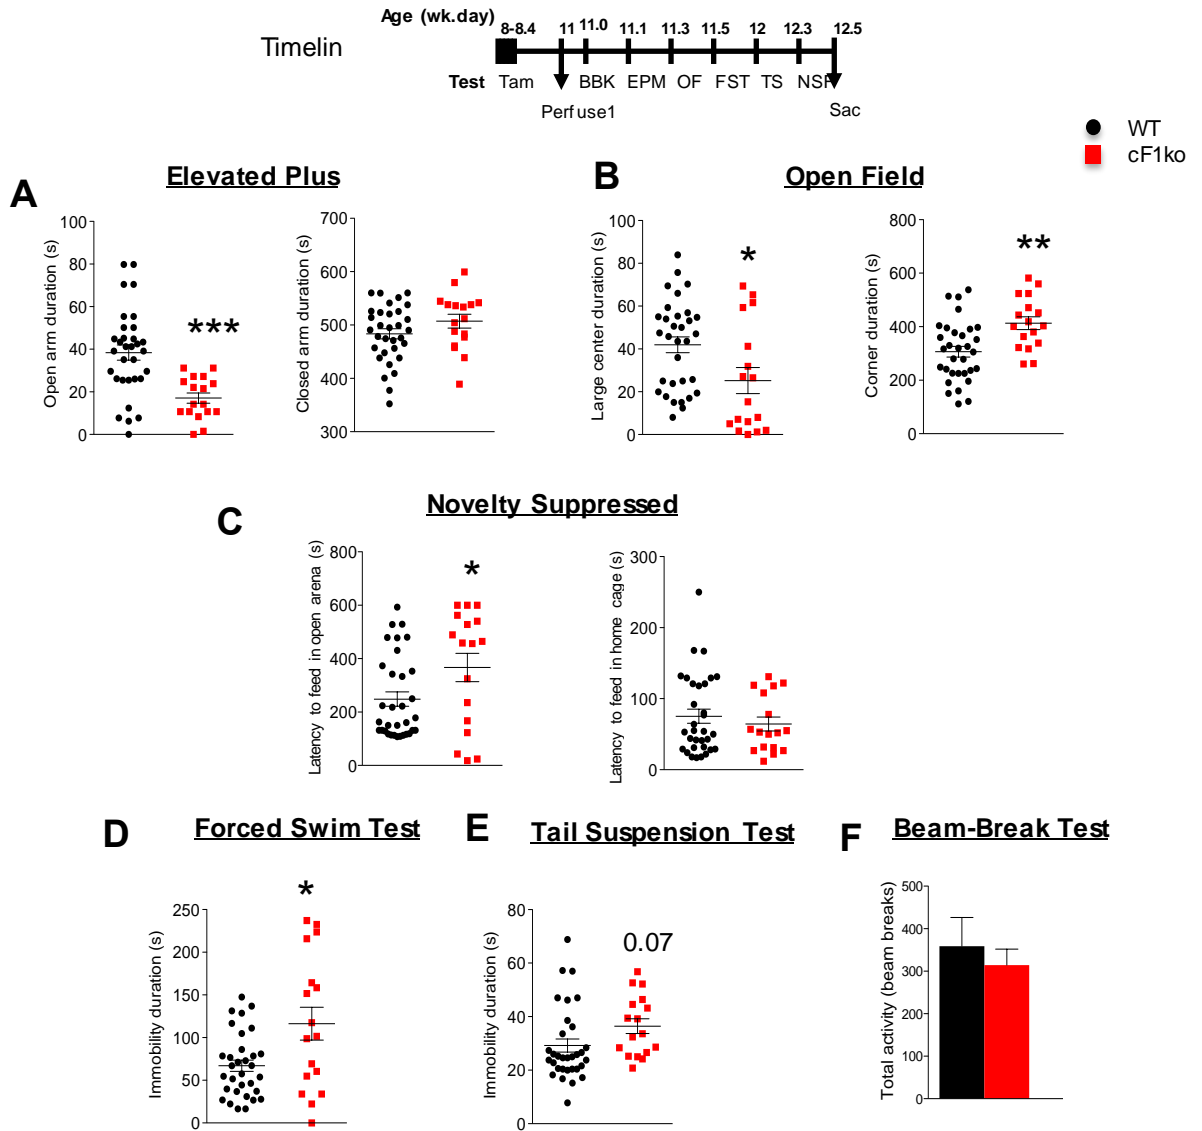 Age (wk.day)
8-8.4 11 11.0 11.1 11.3 11.5 12 12.3 12.5
Timelin
Test Tam BBK EPM OF FST TS NSF
Perfuse1 Sac
WT
cF1ko
A Elevated Plus
Open arm duration (s)
100
80
60
40
20
0
***
Closed arm duration (s)
700
600
500
400
300
B Open Field
Large center duration (s)
100
80
60
40
20
0
*
Corner duration (s)
800
600
400
200
0
**
C Novelty Suppressed
Latency to feed in open arena (s)
800
600
400
200
0
*
Latency to feed in home cage (s)
300
200
100
0
D Forced Swim Test
Immobility duration (s)
250
200
150
100
50
0
*
E Tail Suspension Test
Immobility duration (s)
80
60
40
20
0
0.07
F Beam-Break Test
Total activity (beam breaks)
500
400
300
200
100
0